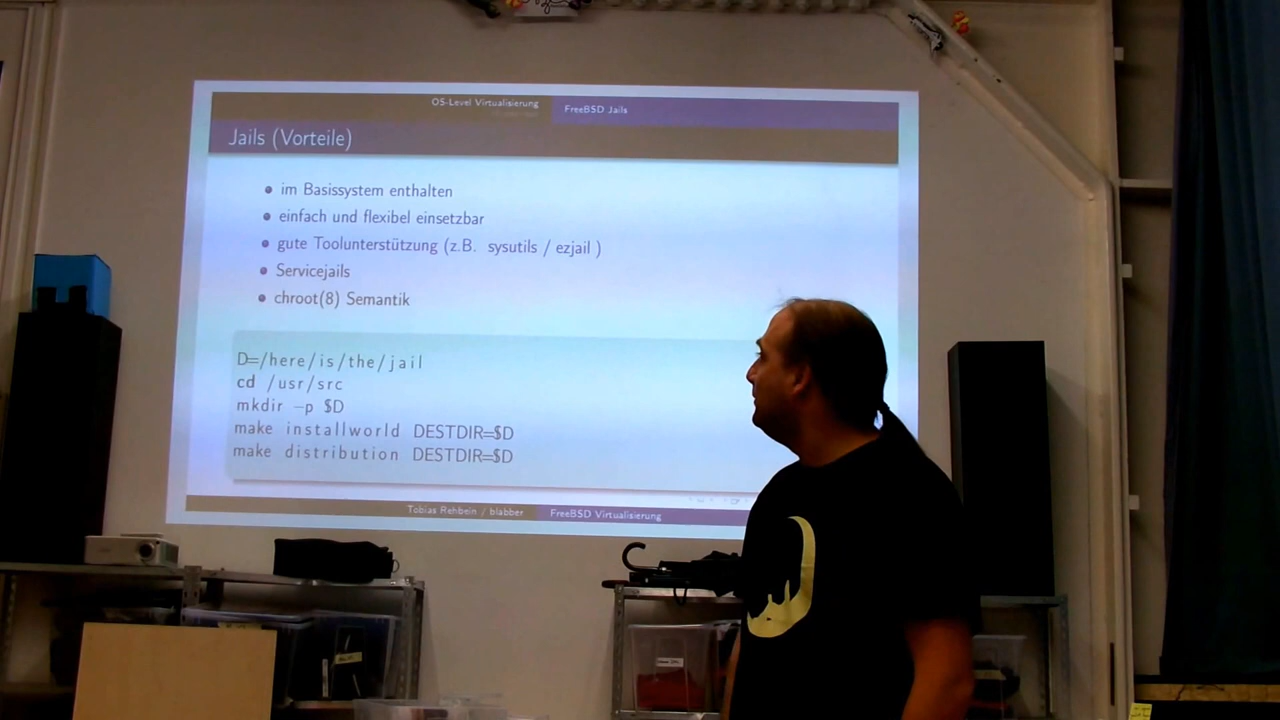 OS-Level Virtualisierung
FreeBSD Jails
Jails (Vorteile)
im Basissystem enthalten
einfach und flexibel einsetzbar
gute Toolunterstützung (z.B. sysutils / ezjail )
Servicejails
chroot(8) Semantik
D=/here/is/the/jail
cd /usr/src
mkdir -p $D
make installworld DESTDIR=$D
make distribution DESTDIR=$D
Tobias Rehbein / blabber
FreeBSD Virtualisierung